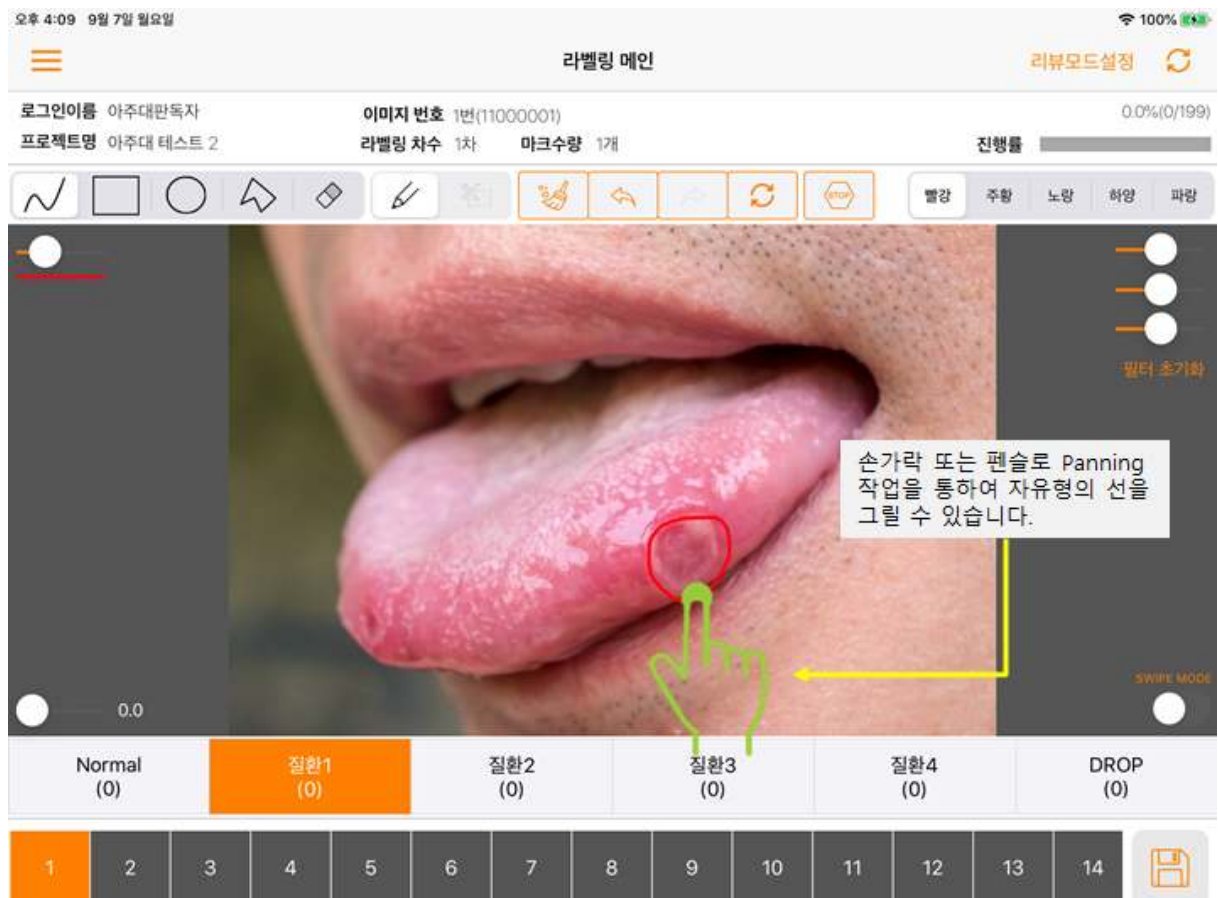 오후 4:09 9월 7일 월요일
100%
라벨링 메인
리뷰모드설정
로그인이름 아주대판독자
이미지 번호 1번(11000001)
0.0%(0/199)
프로젝트명 아주대 테스트 2
라벨링 차수 1차 마크수량 1개
진행률
STOP
빨강 주황 노랑 하양 파랑
필터 초기화
손가락 또는 펜슬로 Panning
작업을 통하여 자유형의 선을
그릴 수 있습니다.
SWIPE MODE
0.0
Normal 질환1 질환2 질환3 질환4 DROP
(0) (0) (0) (0) (0) (0)
1 2 3 4 5 6 7 8 9 10 11 12 13 14